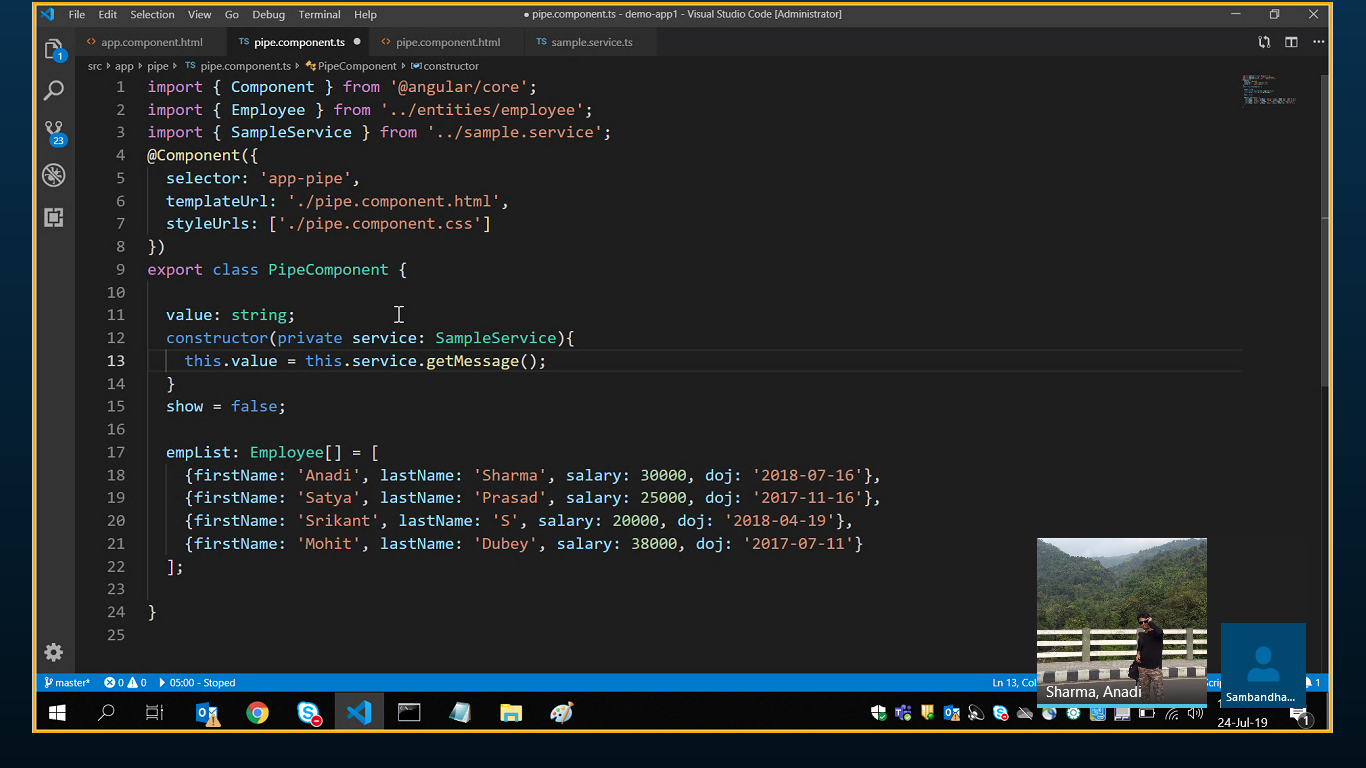 File Edit Selection View Go Debug Terminal Help ● pipe.component.ts - demo-app1 - Visual Studio Code [Administrator]
<> app.component.html TS pipe.component.ts ● <> pipe.component.html TS sample.service.ts
src › app › pipe › TS pipe.component.ts › PipeComponent › constructor
1 import { Component } from '@angular/core';
2 import { Employee } from '../entities/employee';
3 import { SampleService } from '../sample.service';
4 @Component({
5 selector: 'app-pipe',
6 templateUrl: './pipe.component.html',
7 styleUrls: ['./pipe.component.css']
8 })
9 export class PipeComponent {
10
11 value: string;
12 constructor(private service: SampleService){
13 this.value = this.service.getMessage();
14 }
15 show = false;
16
17 empList: Employee[] = [
18 {firstName: 'Anadi', lastName: 'Sharma', salary: 30000, doj: '2018-07-16'},
19 {firstName: 'Satya', lastName: 'Prasad', salary: 25000, doj: '2017-11-16'},
20 {firstName: 'Srikant', lastName: 'S', salary: 20000, doj: '2018-04-19'},
21 {firstName: 'Mohit', lastName: 'Dubey', salary: 38000, doj: '2017-07-11'}
22 ];
23
24 }
25
1
23
Sharma, Anadi
Sambandha...
master* 0 0 05:00 - Stoped Ln 13, Col 1
24-Jul-19 1